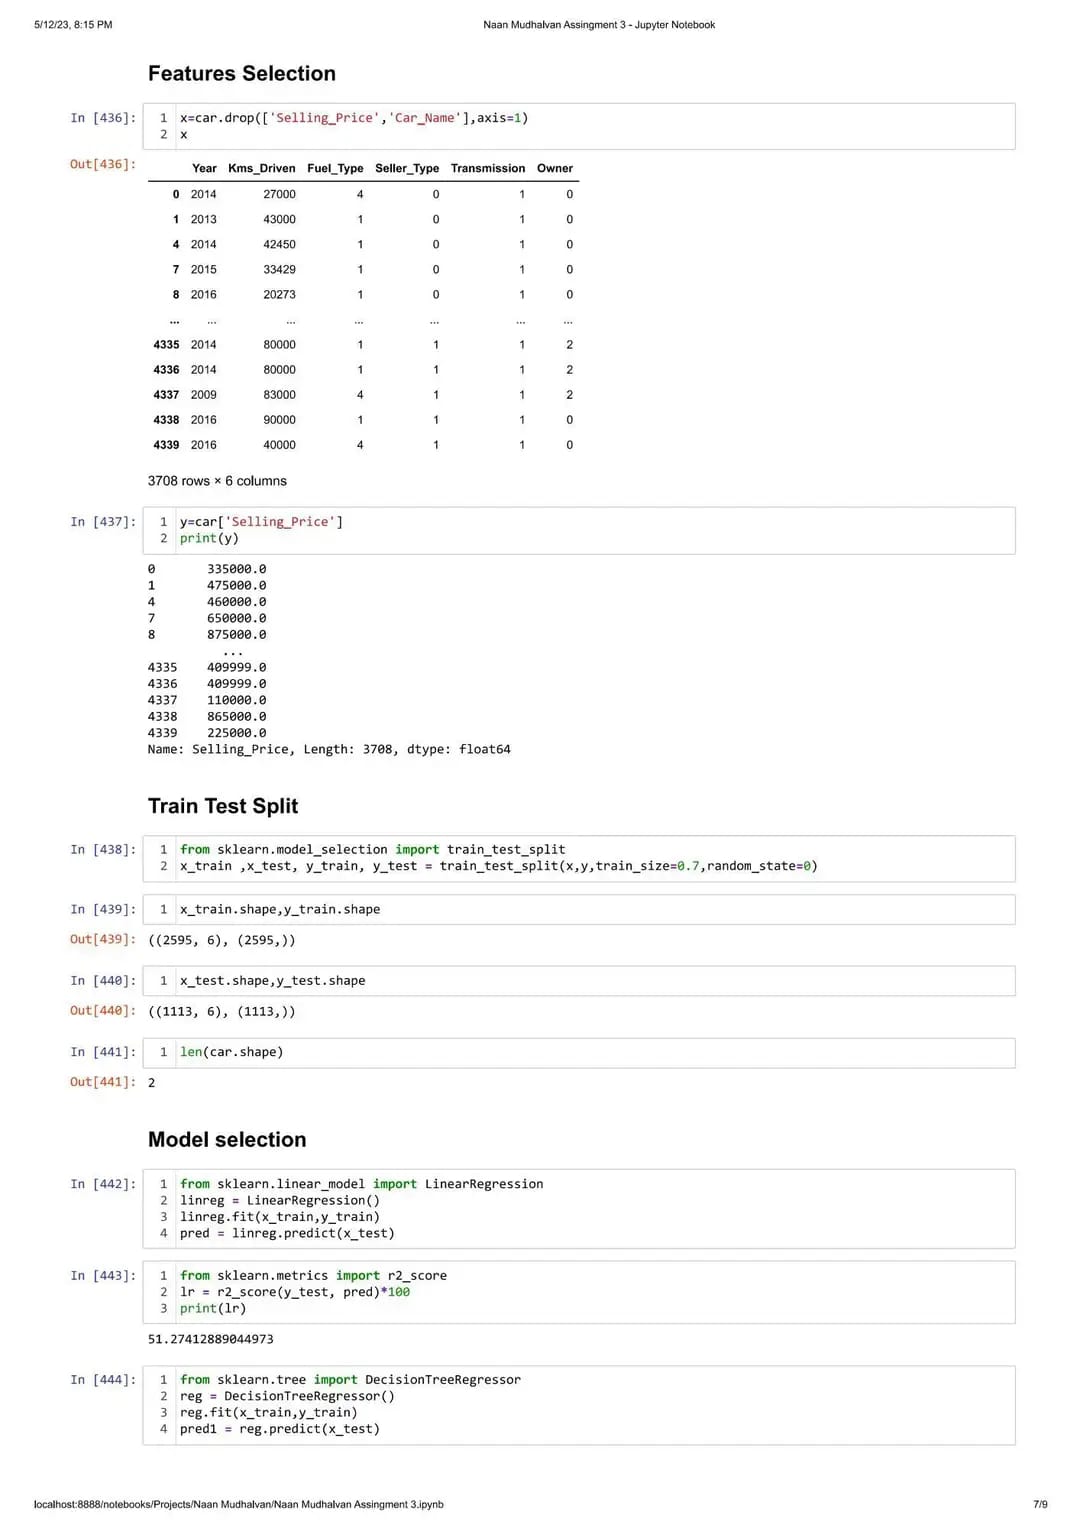 5/12/23, 8:15 PM Naan Mudhalvan Assingment 3 - Jupyter Notebook
Features Selection
In [436]: 1 x=car.drop(['Selling_Price','Car_Name'],axis=1)
2 x
Out[436]: Year Kms_Driven Fuel_Type Seller_Type Transmission Owner
0 2014 27000 4 0 1 0
1 2013 43000 1 0 1 0
4 2014 42450 1 0 1 0
7 2015 33429 1 0 1 0
8 2016 20273 1 0 1 0
... ... ... ... ... ... ...
4335 2014 80000 1 1 1 2
4336 2014 80000 1 1 1 2
4337 2009 83000 4 1 1 2
4338 2016 90000 1 1 1 0
4339 2016 40000 4 1 1 0
3708 rows × 6 columns
In [437]: 1 y=car['Selling_Price']
2 print(y)
0 335000.0
1 475000.0
4 460000.0
7 650000.0
8 875000.0
...
4335 409999.0
4336 409999.0
4337 110000.0
4338 865000.0
4339 225000.0
Name: Selling_Price, Length: 3708, dtype: float64
Train Test Split
In [438]: 1 from sklearn.model_selection import train_test_split
2 x_train ,x_test, y_train, y_test = train_test_split(x,y,train_size=0.7,random_state=0)
In [439]: 1 x_train.shape,y_train.shape
Out[439]: ((2595, 6), (2595,))
In [440]: 1 x_test.shape,y_test.shape
Out[440]: ((1113, 6), (1113,))
In [441]: 1 len(car.shape)
Out[441]: 2
Model selection
In [442]: 1 from sklearn.linear_model import LinearRegression
2 linreg = LinearRegression()
3 linreg.fit(x_train,y_train)
4 pred = linreg.predict(x_test)
In [443]: 1 from sklearn.metrics import r2_score
2 lr = r2_score(y_test, pred)*100
3 print(lr)
51.27412889044973
In [444]: 1 from sklearn.tree import DecisionTreeRegressor
2 reg = DecisionTreeRegressor()
3 reg.fit(x_train,y_train)
4 pred1 = reg.predict(x_test)
localhost:8888/notebooks/Projects/Naan Mudhalvan/Naan Mudhalvan Assingment 3.ipynb 7/9